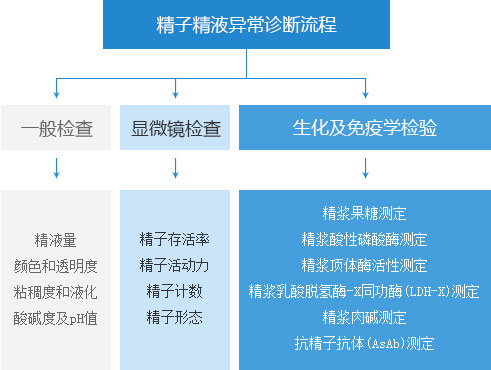 精子精液异常诊断流程
一般检查
显微镜检查
生化及免疫学检验
精液量
颜色和透明度
粘稠度和液化
酸碱度及pH值
精子存活率
精子活动力
精子计数
精子形态
精浆果糖测定
精浆酸性磷酸酶测定
精浆顶体酶活性测定
精浆乳酸脱氢酶-X同功酶(LDH-X)测定
精浆肉碱测定
抗精子抗体(AsAb)测定